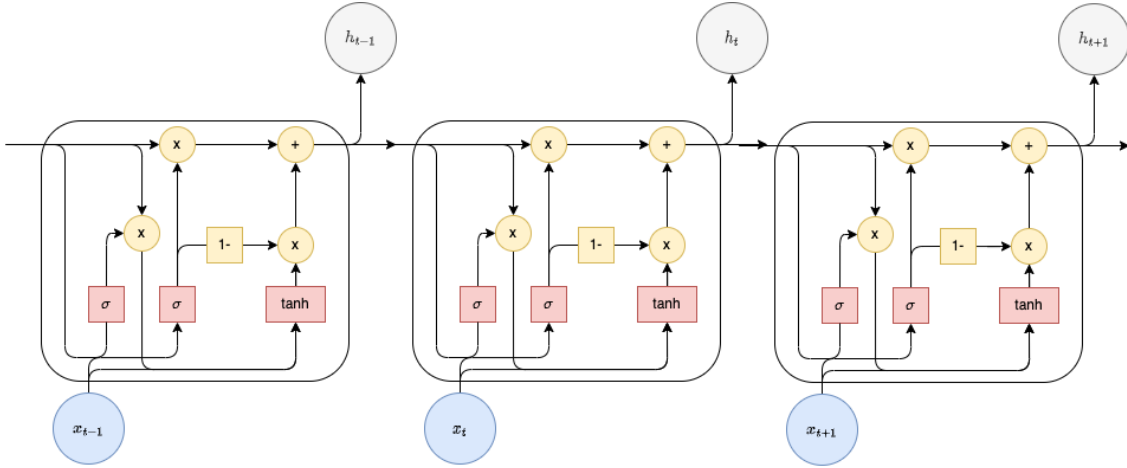 h_{t-1} h_t h_{t+1}
x + x + x +
x x x
1- x 1- x 1- x
σ σ tanh σ σ tanh σ σ tanh
x_{t-1} x_t x_{t+1}